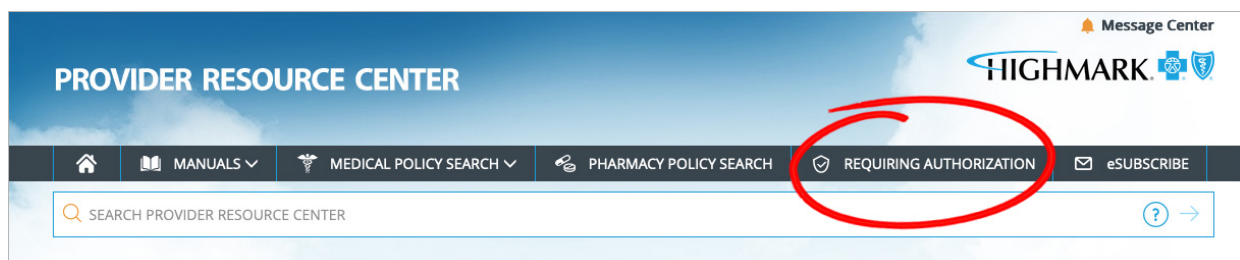 Message Center
HIGHMARK.
PROVIDER RESOURCE CENTER
MANUALS MEDICAL POLICY SEARCH PHARMACY POLICY SEARCH REQUIRING AUTHORIZATION eSUBSCRIBE
SEARCH PROVIDER RESOURCE CENTER ?